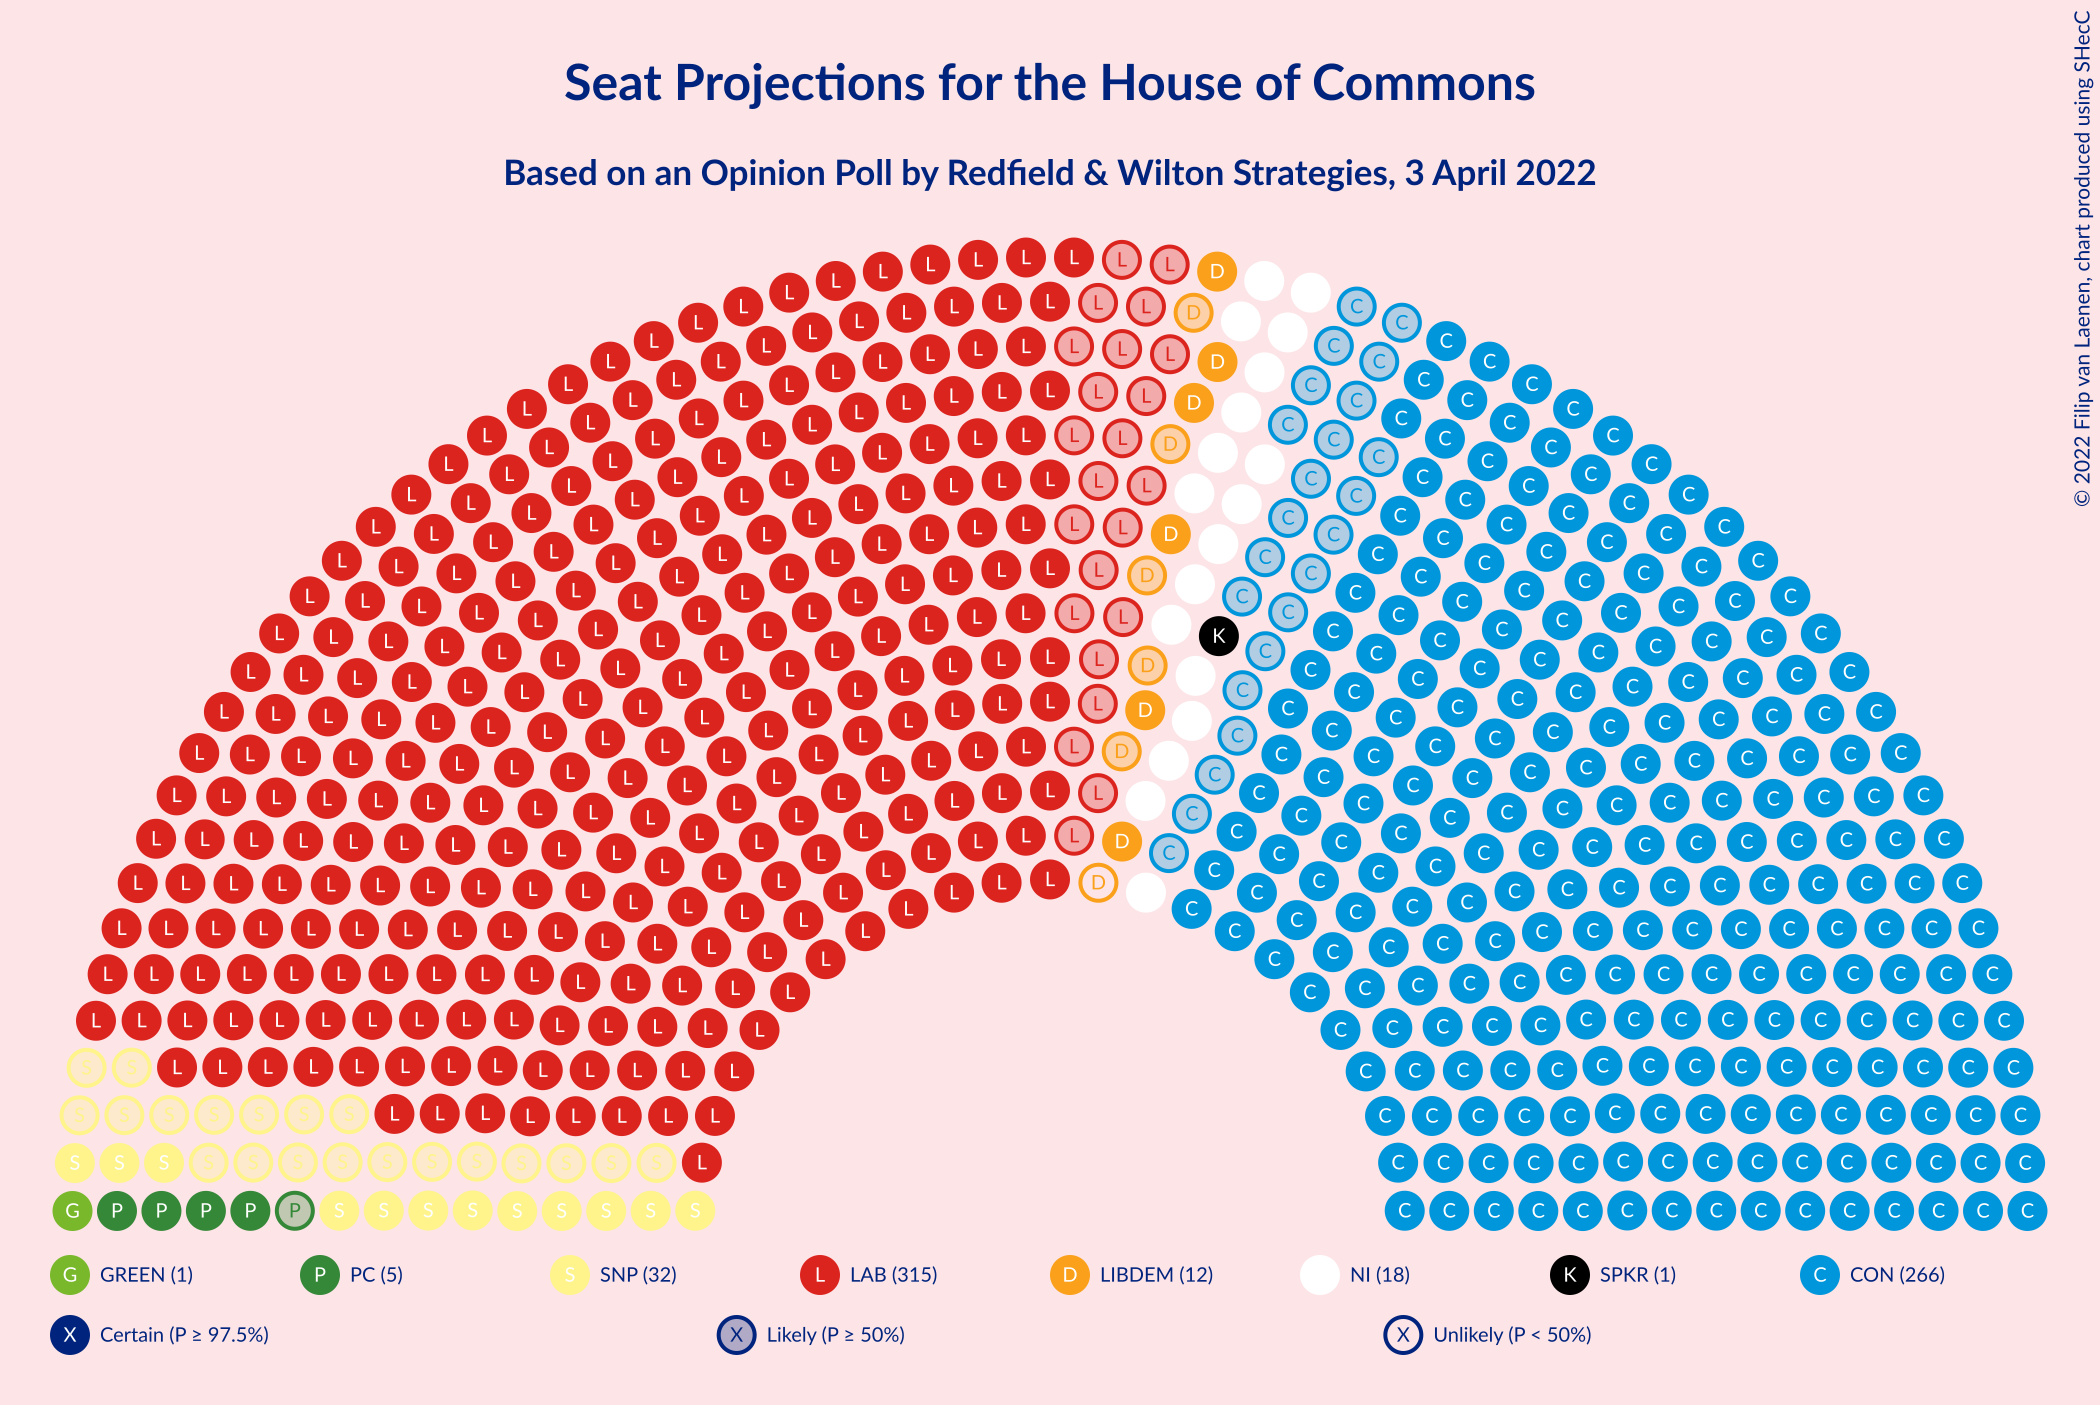 Seat Projections for the House of Commons
Based on an Opinion Poll by Redfield & Wilton Strategies, 3 April 2022
© 2022 Filip van Laenen, chart produced using SHecC
G GREEN (1) P PC (5) S SNP (32) L LAB (315) D LIBDEM (12) NI (18) K SPKR (1) C CON (266)
X Certain (P ≥ 97.5%) X Likely (P ≥ 50%) X Unlikely (P < 50%)